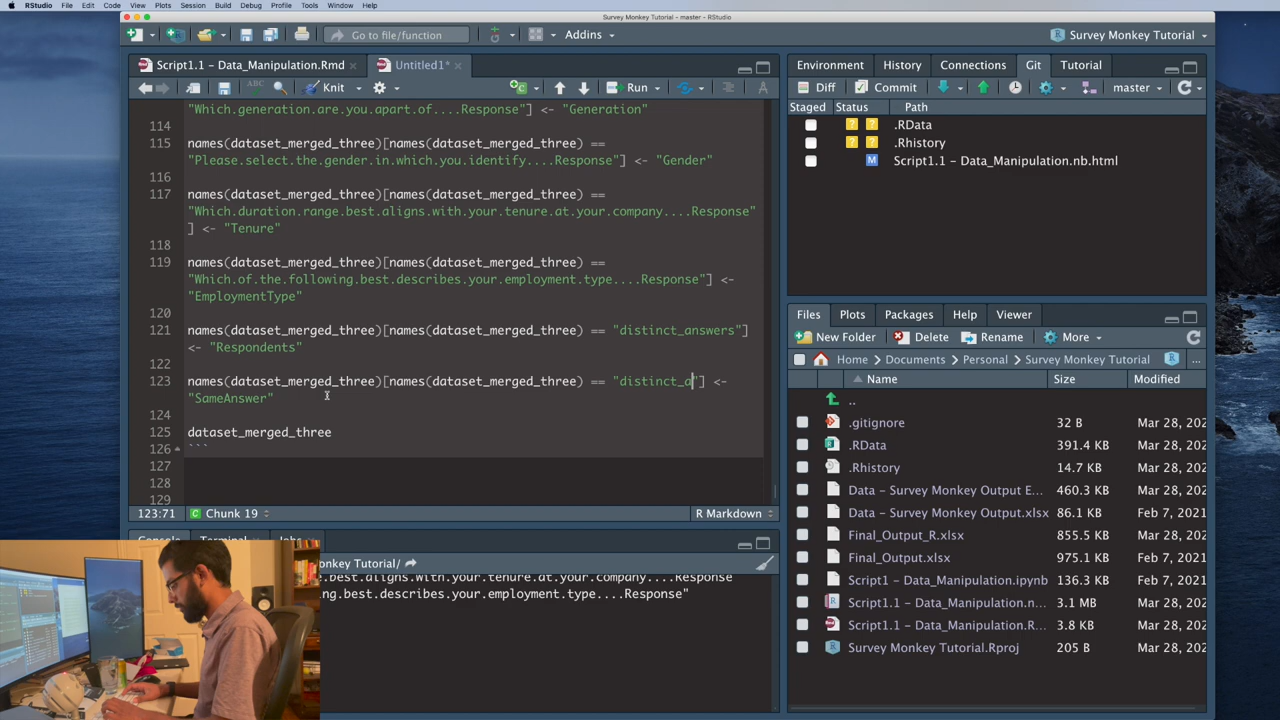 RStudio File Edit Code View Plots Session Build Debug Profile Tools Window Help
Survey Monkey Tutorial - master - RStudio
Go to file/function Addins Survey Monkey Tutorial
Script1.1 - Data_Manipulation.Rmd Untitled1*
ABC Knit Run
"Which.generation.are.you.apart.of....Response"] <- "Generation"
114
115 names(dataset_merged_three)[names(dataset_merged_three) ==
"Please.select.the.gender.in.which.you.identify....Response"] <- "Gender"
116
117 names(dataset_merged_three)[names(dataset_merged_three) ==
"Which.duration.range.best.aligns.with.your.tenure.at.your.company....Response"
] <- "Tenure"
118
119 names(dataset_merged_three)[names(dataset_merged_three) ==
"Which.of.the.following.best.describes.your.employment.type....Response"] <-
"EmploymentType"
120
121 names(dataset_merged_three)[names(dataset_merged_three) == "distinct_answers"]
<- "Respondents"
122
123 names(dataset_merged_three)[names(dataset_merged_three) == "distinct_a"] <-
"SameAnswer"
124
125 dataset_merged_three
126 ```
127
128
129
123:71 Chunk 19 R Markdown
Console Terminal Jobs
nkey Tutorial/
.best.aligns.with.your.tenure.at.your.company....Response
ng.best.describes.your.employment.type....Response"
Environment History Connections Git Tutorial
Diff Commit master
Staged Status Path
? ? .RData
? ? .Rhistory
M Script1.1 - Data_Manipulation.nb.html
Files Plots Packages Help Viewer
New Folder Delete Rename More
Home Documents Personal Survey Monkey Tutorial
Name Size Modified
..
.gitignore 32 B Mar 28, 202
.RData 391.4 KB Mar 28, 202
.Rhistory 14.7 KB Mar 28, 202
Data - Survey Monkey Output E... 460.3 KB Mar 28, 202
Data - Survey Monkey Output.xlsx 86.1 KB Feb 7, 2021
Final_Output_R.xlsx 855.5 KB Mar 28, 202
Final_Output.xlsx 975.1 KB Feb 7, 2021
Script1 - Data_Manipulation.ipynb 136.3 KB Feb 7, 2021
Script1.1 - Data_Manipulation.n... 3.1 MB Mar 28, 202
Script1.1 - Data_Manipulation.R... 3.8 KB Mar 28, 202
Survey Monkey Tutorial.Rproj 205 B Mar 28, 202